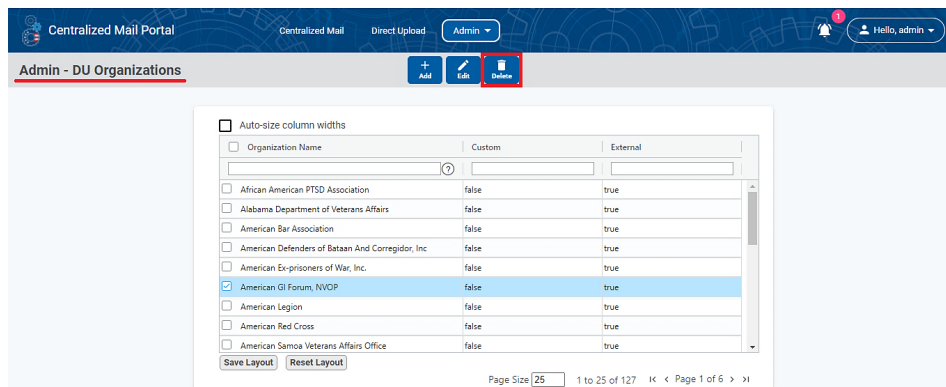 Centralized Mail Portal Centralized Mail Direct Upload Admin 1 Hello, admin
Admin - DU Organizations Add Edit Delete
Auto-size column widths
Organization Name Custom External
?
African American PTSD Association false true
Alabama Department of Veterans Affairs false true
American Bar Association false true
American Defenders of Bataan And Corregidor, Inc false true
American Ex-prisoners of War, Inc. false true
American GI Forum, NVOP false true
American Legion false true
American Red Cross false true
American Samoa Veterans Affairs Office false true
Save Layout Reset Layout
Page Size 25 1 to 25 of 127 Page 1 of 6